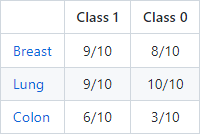 Class 1 Class 0
Breast 9/10 8/10
Lung 9/10 10/10
Colon 6/10 3/10